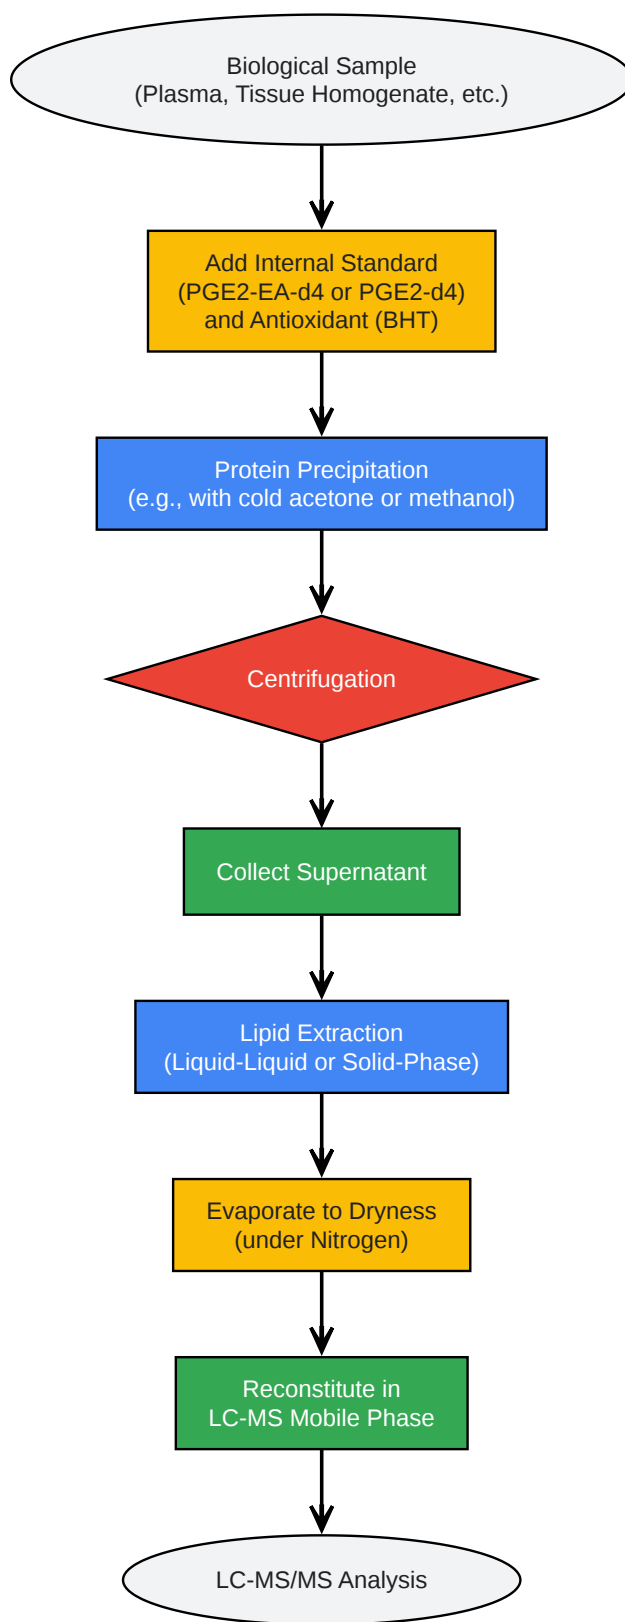 Biological Sample
(Plasma, Tissue Homogenate, etc.)
Add Internal Standard
(PGE2-EA-d4 or PGE2-d4)
and Antioxidant (BHT)
Protein Precipitation
(e.g., with cold acetone or methanol)
Centrifugation
Collect Supernatant
Lipid Extraction
(Liquid-Liquid or Solid-Phase)
Evaporate to Dryness
(under Nitrogen)
Reconstitute in
LC-MS Mobile Phase
LC-MS/MS Analysis